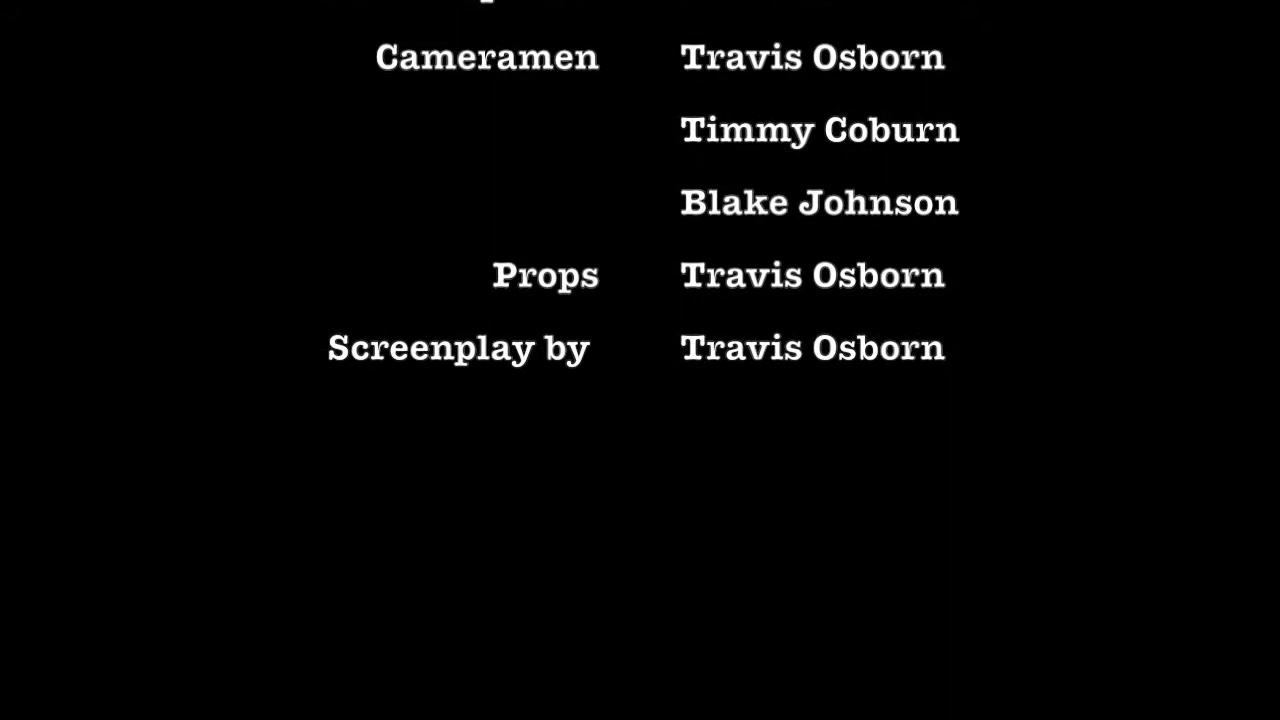 Cameramen Travis Osborn
Timmy Coburn
Blake Johnson
Props Travis Osborn
Screenplay by Travis Osborn